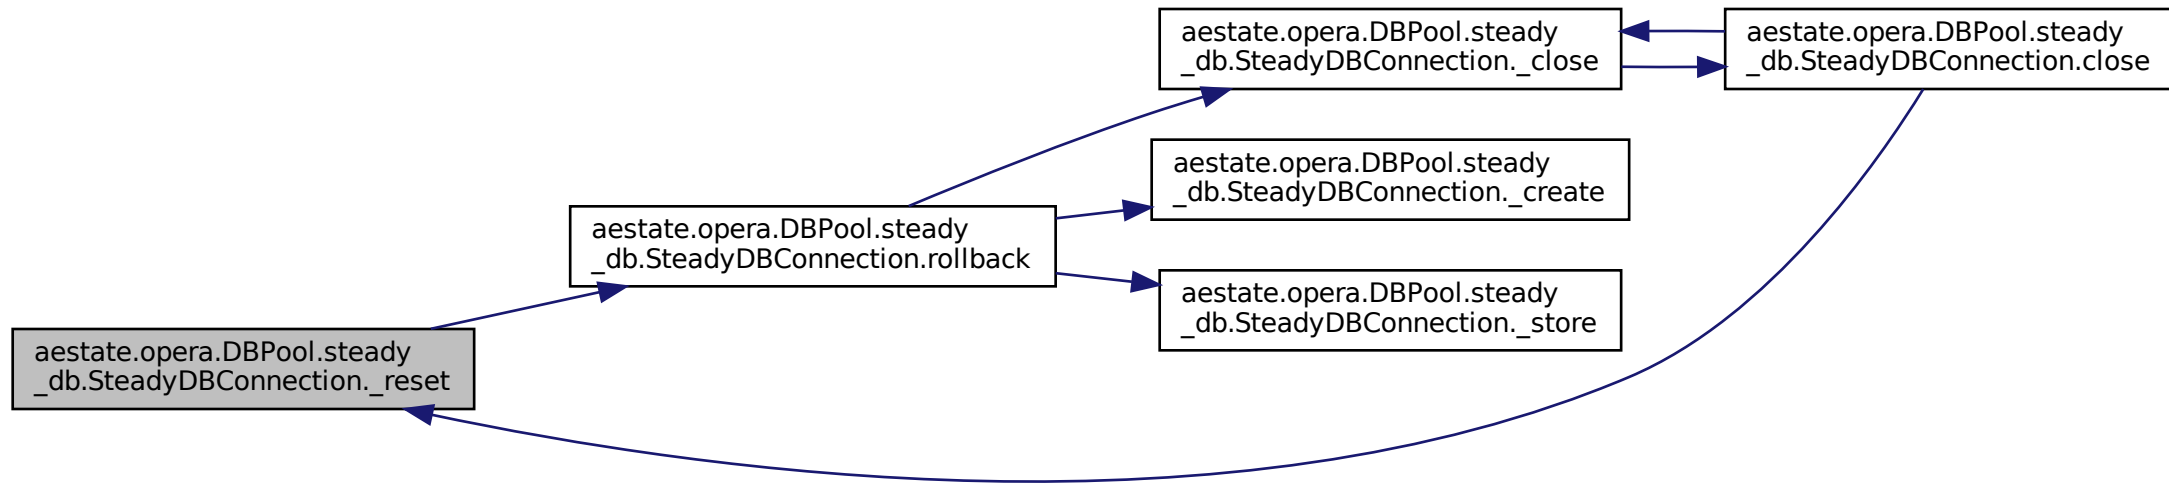 aestate.opera.DBPool.steady
_db.SteadyDBConnection._reset
aestate.opera.DBPool.steady
_db.SteadyDBConnection.rollback
aestate.opera.DBPool.steady
_db.SteadyDBConnection._close
aestate.opera.DBPool.steady
_db.SteadyDBConnection.close
aestate.opera.DBPool.steady
_db.SteadyDBConnection._create
aestate.opera.DBPool.steady
_db.SteadyDBConnection._store